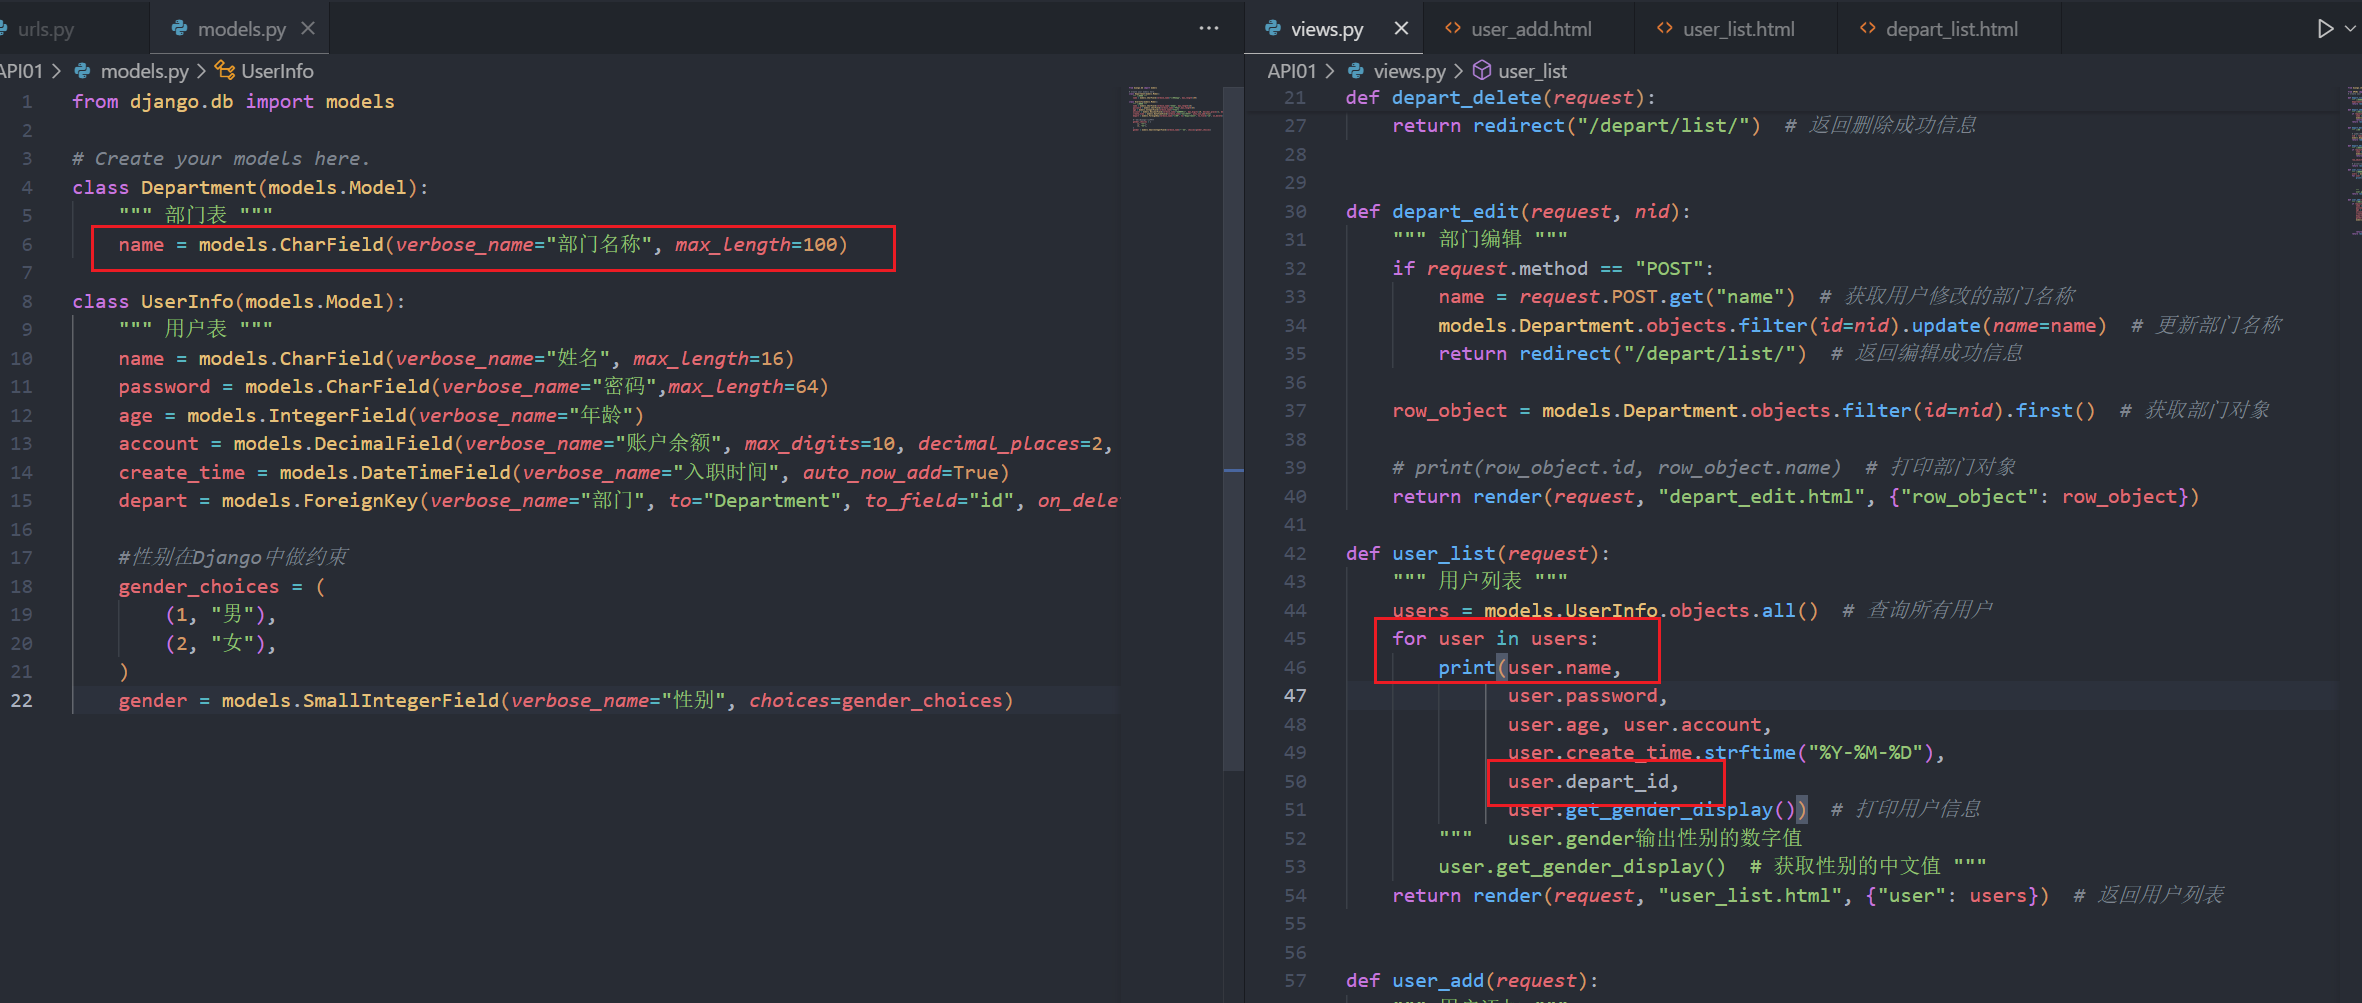 urls.py
models.py
API01 > models.py > UserInfo
1 from django.db import models
2
3 # Create your models here.
4 class Department(models.Model):
5 """ 部门表 """
6 name = models.CharField(verbose_name="部门名称", max_length=100)
7
8 class UserInfo(models.Model):
9 """ 用户表 """
10 name = models.CharField(verbose_name="姓名", max_length=16)
11 password = models.CharField(verbose_name="密码",max_length=64)
12 age = models.IntegerField(verbose_name="年龄")
13 account = models.DecimalField(verbose_name="账户余额", max_digits=10, decimal_places=2,
14 create_time = models.DateTimeField(verbose_name="入职时间", auto_now_add=True)
15 depart = models.ForeignKey(verbose_name="部门", to="Department", to_field="id", on_delet
16
17 #性别在Django中做约束
18 gender_choices = (
19 (1, "男"),
20 (2, "女"),
21 )
22 gender = models.SmallIntegerField(verbose_name="性别", choices=gender_choices)
views.py
user_add.html
user_list.html
depart_list.html
API01 > views.py > user_list
21 def depart_delete(request):
27 return redirect("/depart/list/") # 返回删除成功信息
28
29
30 def depart_edit(request, nid):
31 """ 部门编辑 """
32 if request.method == "POST":
33 name = request.POST.get("name") # 获取用户修改的部门名称
34 models.Department.objects.filter(id=nid).update(name=name) # 更新部门名称
35 return redirect("/depart/list/") # 返回编辑成功信息
36
37 row_object = models.Department.objects.filter(id=nid).first() # 获取部门对象
38
39 # print(row_object.id, row_object.name) # 打印部门对象
40 return render(request, "depart_edit.html", {"row_object": row_object})
41
42 def user_list(request):
43 """ 用户列表 """
44 users = models.UserInfo.objects.all() # 查询所有用户
45 for user in users:
46 print(user.name,
47 user.password,
48 user.age, user.account,
49 user.create_time.strftime("%Y-%M-%D"),
50 user.depart_id,
51 user.get_gender_display()) # 打印用户信息
52 """ user.gender输出性别的数字值
53 user.get_gender_display() # 获取性别的中文值 """
54 return render(request, "user_list.html", {"user": users}) # 返回用户列表
55
56
57 def user_add(request):